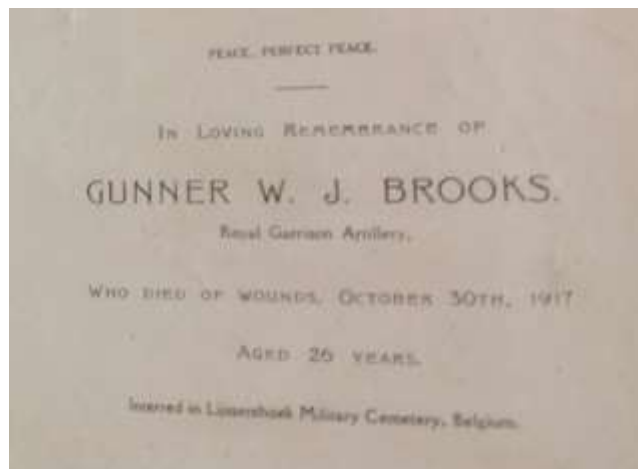 PEACE, PERFECT PEACE.
IN LOVING REMEMBRANCE OF
GUNNER W. J. BROOKS.
Royal Garrison Artillery,
WHO DIED OF WOUNDS, OCTOBER 30TH, 1917
AGED 26 YEARS.
Interred in Lijssenthoek Military Cemetery, Belgium.